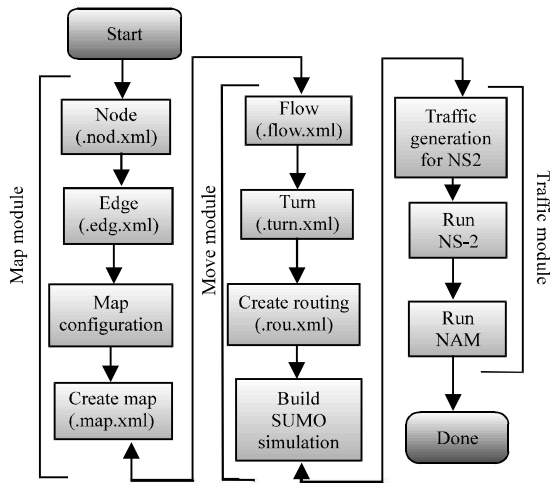 Start
Map module
Node
(.nod.xml)
Edge
(.edg.xml)
Map
configuration
Create map
(.map.xml)
Move module
Flow
(.flow.xml)
Turn
(.turn.xml)
Create routing
(.rou.xml)
Build
SUMO
simulation
Traffic
generation
for NS2
Run
NS-2
Run
NAM
Done
Traffic module